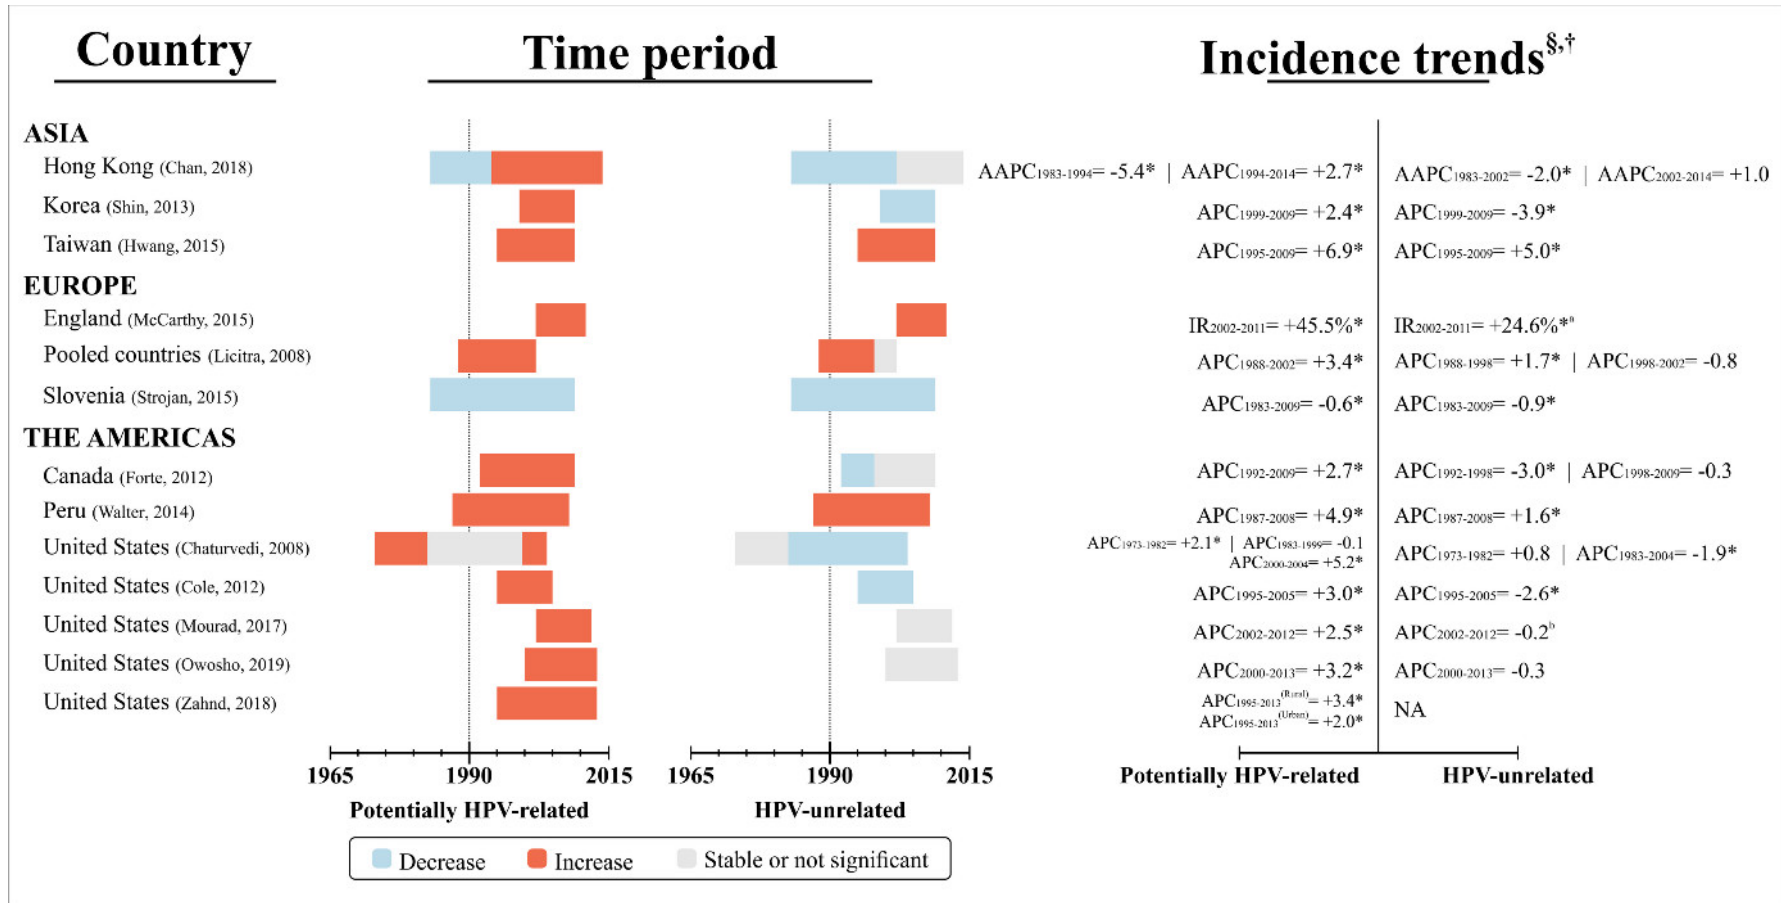 Country Time period Incidence trends§,†
ASIA
Hong Kong (Chan, 2018) AAPC1983-1994= -5.4* | AAPC1994-2014= +2.7* AAPC1983-2002= -2.0* | AAPC2002-2014= +1.0
Korea (Shin, 2013) APC1999-2009= +2.4* APC1999-2009= -3.9*
Taiwan (Hwang, 2015) APC1995-2009= +6.9* APC1995-2009= +5.0*
EUROPE
England (McCarthy, 2015) IR2002-2011= +45.5%* IR2002-2011= +24.6%*a
Pooled countries (Licitra, 2008) APC1988-2002= +3.4* APC1988-1998= +1.7* | APC1998-2002= -0.8
Slovenia (Strojan, 2015) APC1983-2009= -0.6* APC1983-2009= -0.9*
THE AMERICAS
Canada (Forte, 2012) APC1992-2009= +2.7* APC1992-1998= -3.0* | APC1998-2009= -0.3
Peru (Walter, 2014) APC1987-2008= +4.9* APC1987-2008= +1.6*
United States (Chaturvedi, 2008) APC1973-1982= +2.1* | APC1983-1999= -0.1 APC1973-1982= +0.8 | APC1983-2004= -1.9*
APC2000-2004= +5.2*
United States (Cole, 2012) APC1995-2005= +3.0* APC1995-2005= -2.6*
United States (Mourad, 2017) APC2002-2012= +2.5* APC2002-2012= -0.2b
United States (Owosho, 2019) APC2000-2013= +3.2* APC2000-2013= -0.3
United States (Zahnd, 2018) APC1995-2013(Rural)= +3.4* NA
APC1995-2013(Urban)= +2.0*
1965 1990 2015 1965 1990 2015 Potentially HPV-related HPV-unrelated
Potentially HPV-related HPV-unrelated
Decrease Increase Stable or not significant